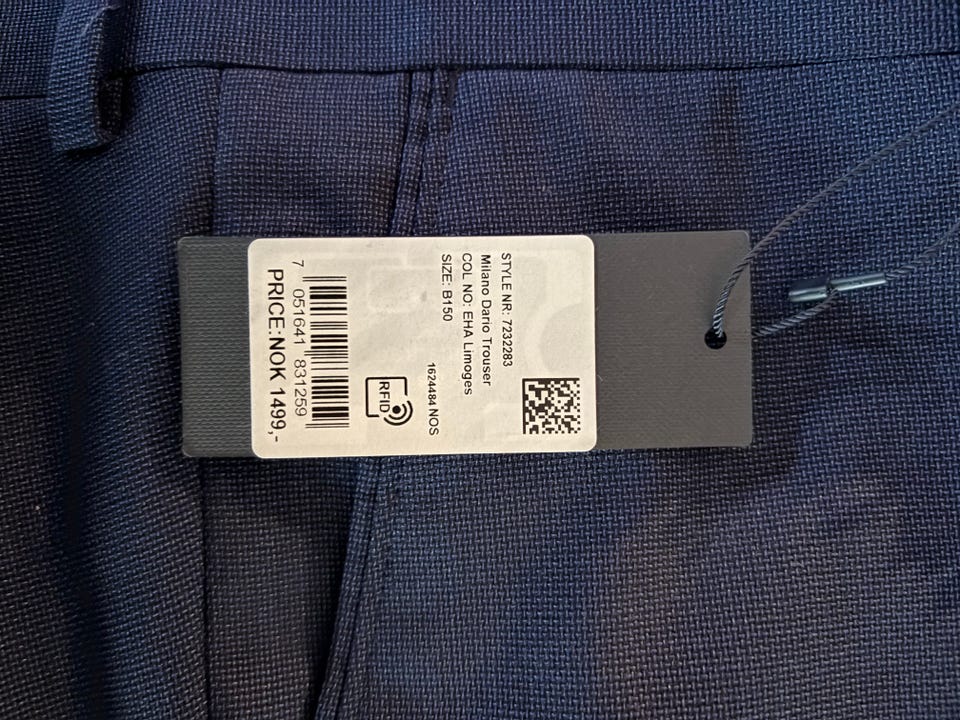 STYLE NR: 7232283
Milano Dario Trouser
COL NO: EHA Limoges
SIZE: B150
1624484 NOS
RFID
7 051641 831259
PRICE:NOK 1499,-